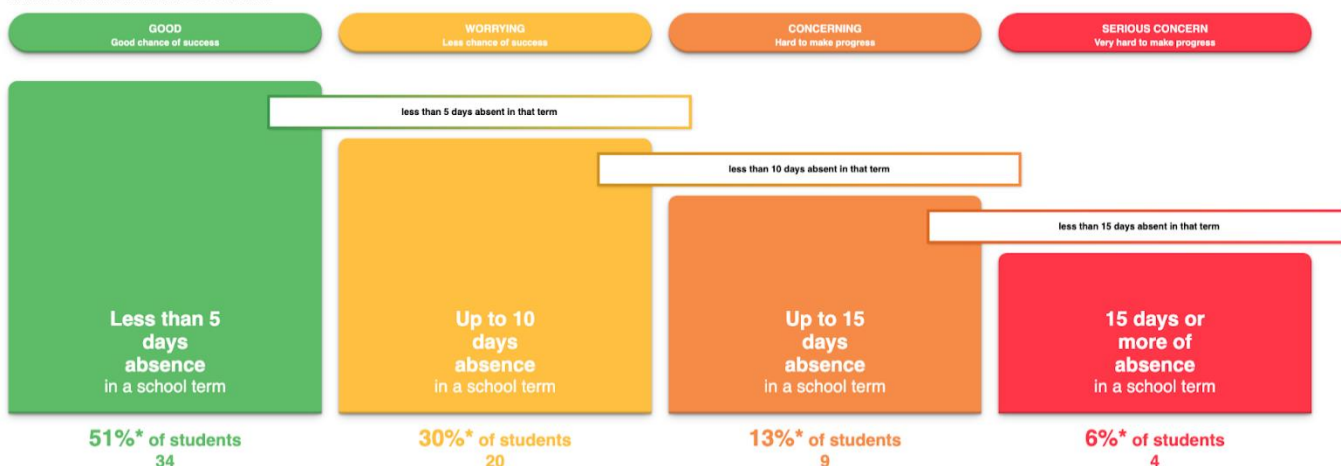 GOOD
Good chance of success
WORRYING
Less chance of success
CONCERNING
Hard to make progress
SERIOUS CONCERN
Very hard to make progress
less than 5 days absent in that term
less than 10 days absent in that term
less than 15 days absent in that term
Less than 5
days
absence
in a school term
Up to 10
days
absence
in a school term
Up to 15
days
absence
in a school term
15 days or
more of
absence
in a school term
51%* of students
34
30%* of students
20
13%* of students
9
6%* of students
4